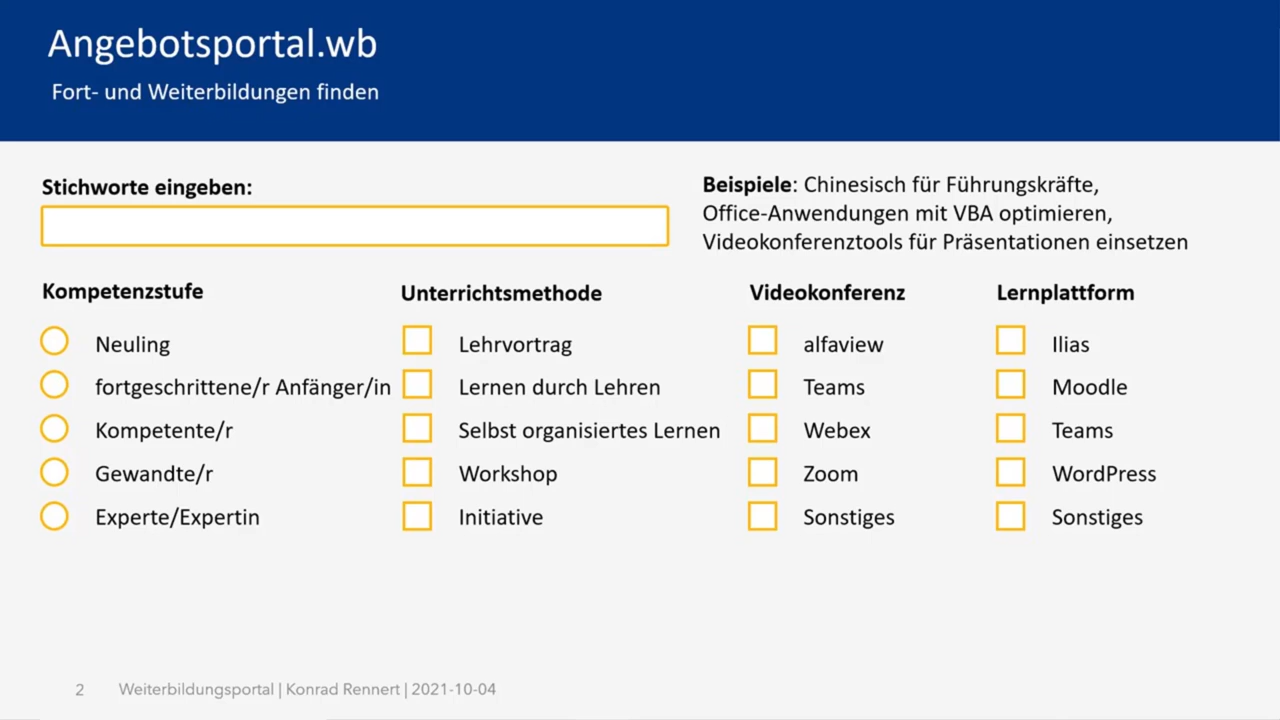 Angebotsportal.wb
Fort- und Weiterbildungen finden
Stichworte eingeben:
Beispiele: Chinesisch für Führungskräfte,
Office-Anwendungen mit VBA optimieren,
Videokonferenztools für Präsentationen einsetzen
Kompetenzstufe
Neuling
fortgeschrittene/r Anfänger/in
Kompetente/r
Gewandte/r
Experte/Expertin
Unterrichtsmethode
Lehrvortrag
Lernen durch Lehren
Selbst organisiertes Lernen
Workshop
Initiative
Videokonferenz
alfaview
Teams
Webex
Zoom
Sonstiges
Lernplattform
Ilias
Moodle
Teams
WordPress
Sonstiges
2 Weiterbildungsportal | Konrad Rennert | 2021-10-04